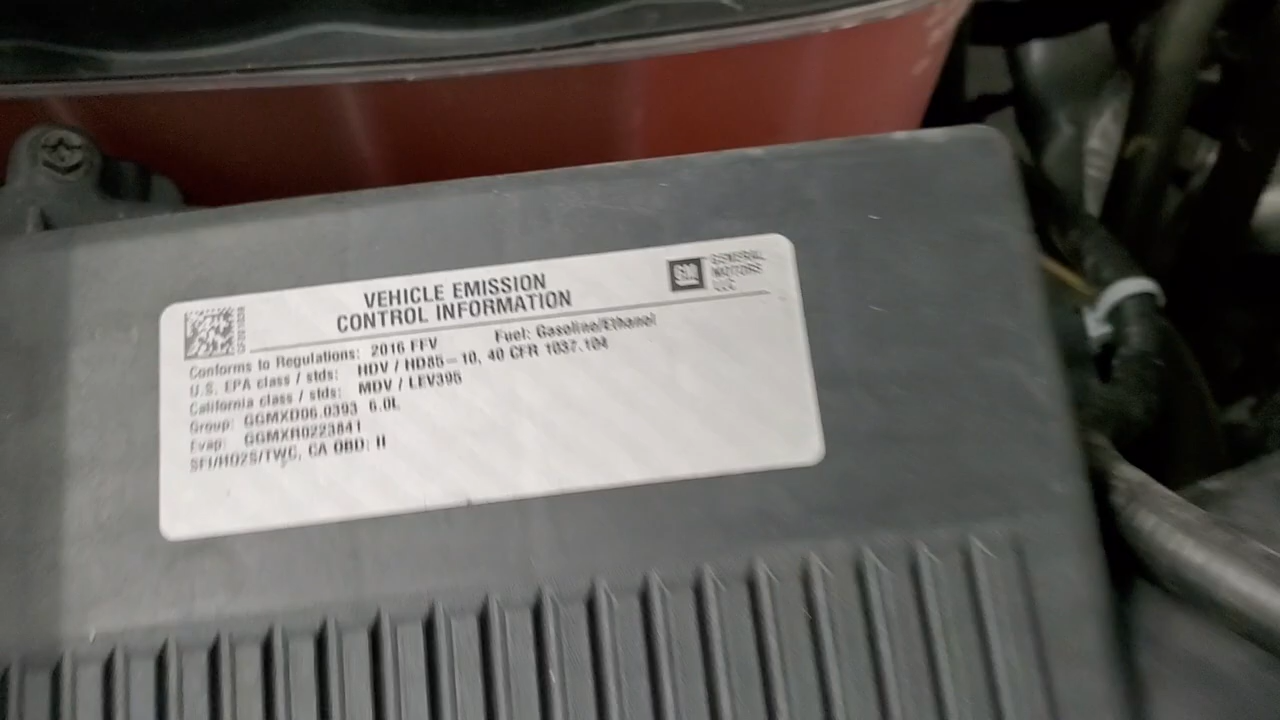 VEHICLE EMISSION
CONTROL INFORMATION
GM
GENERAL
MOTORS
LLC
Conforms to Regulations: 2016 FFV Fuel: Gasoline/Ethanol
U.S. EPA class / stds: HDV / HD85-10, 40 CFR 1037.104
California class / stds: MDV / LEV395
Group: GGMXD06.0393 6.0L
Evap: GGMXR0223841
SFI/HO2S/TWC, CA OBD: II